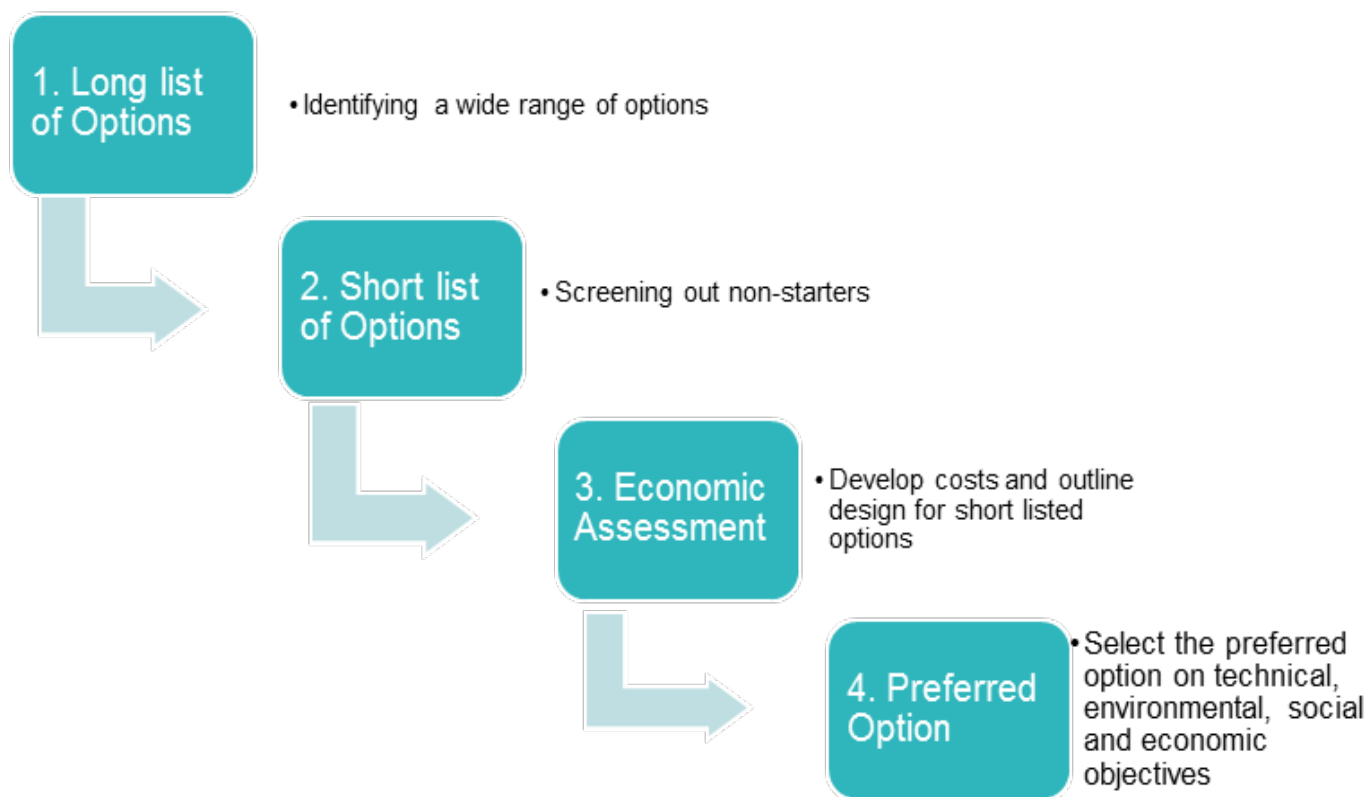 1. Long list
of Options
• Identifying a wide range of options
2. Short list
of Options
• Screening out non-starters
3. Economic
Assessment
• Develop costs and outline
design for short listed
options
4. Preferred
Option
• Select the preferred
option on technical,
environmental, social
and economic
objectives